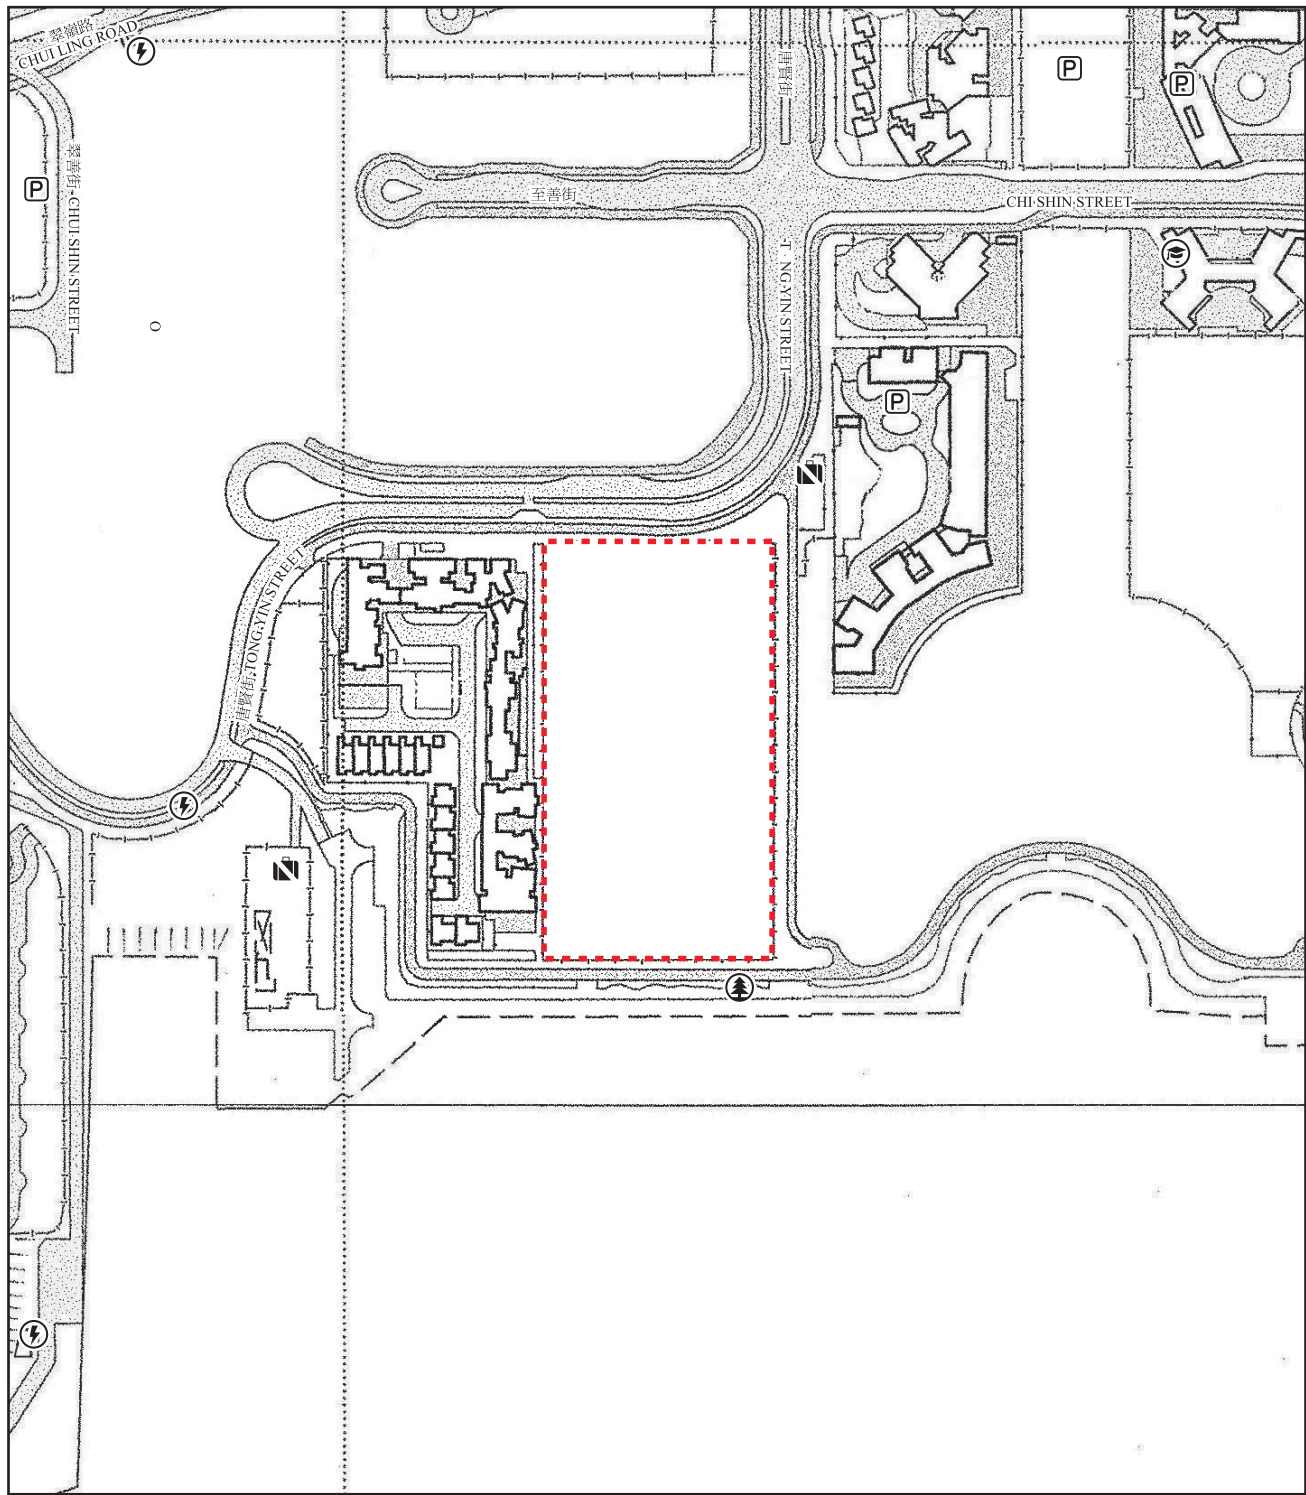 翠嶺路
CHUI LING ROAD
翠善街 CHUI SHIN STREET
唐賢街
至善街
CHI SHIN STREET
T NG YIN STREET
唐賢街 TONG YIN STREET
P
P
P
P